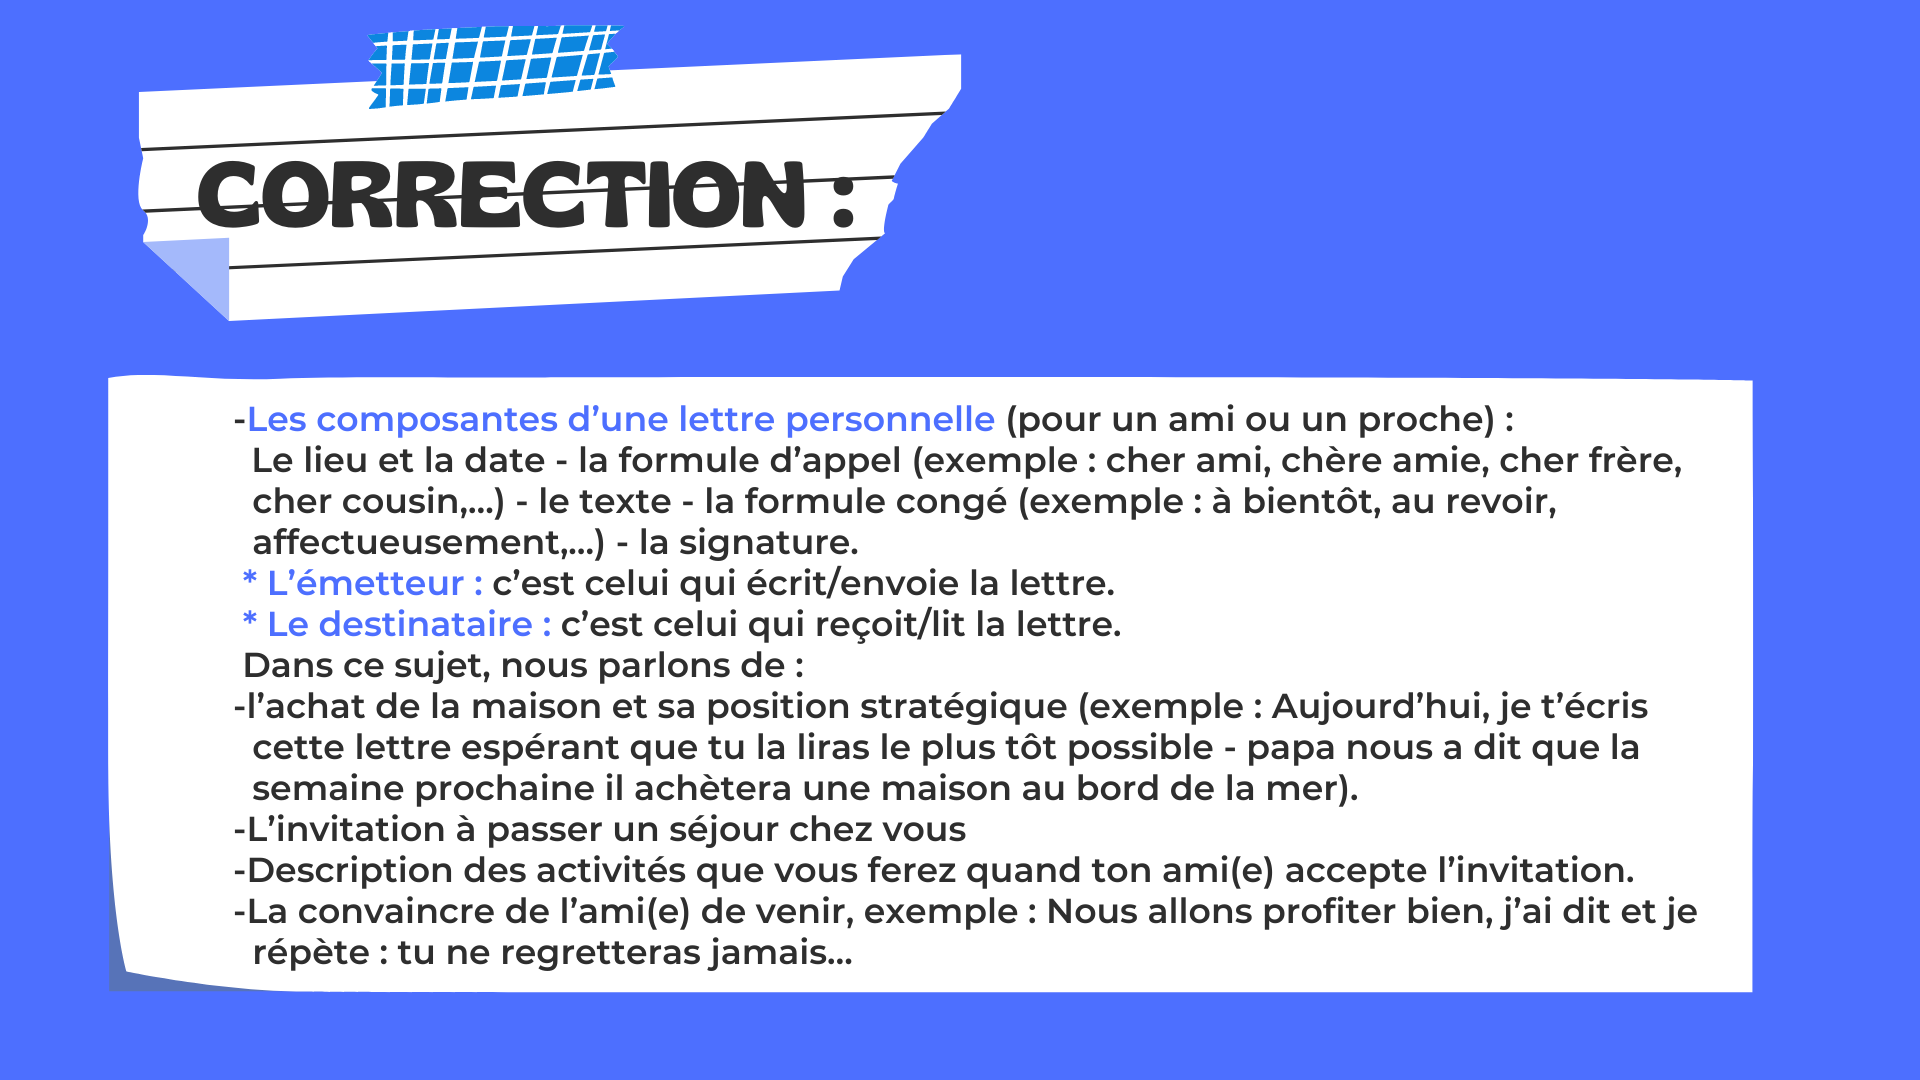 CORRECTION :
-Les composantes d’une lettre personnelle (pour un ami ou un proche) :
Le lieu et la date - la formule d’appel (exemple : cher ami, chère amie, cher frère,
cher cousin,...) - le texte - la formule congé (exemple : à bientôt, au revoir,
affectueusement,...) - la signature.
* L’émetteur : c’est celui qui écrit/envoie la lettre.
* Le destinataire : c’est celui qui reçoit/lit la lettre.
Dans ce sujet, nous parlons de :
-l’achat de la maison et sa position stratégique (exemple : Aujourd’hui, je t’écris
cette lettre espérant que tu la liras le plus tôt possible - papa nous a dit que la
semaine prochaine il achètera une maison au bord de la mer).
-L’invitation à passer un séjour chez vous
-Description des activités que vous ferez quand ton ami(e) accepte l’invitation.
-La convaincre de l’ami(e) de venir, exemple : Nous allons profiter bien, j’ai dit et je
répète : tu ne regretteras jamais...